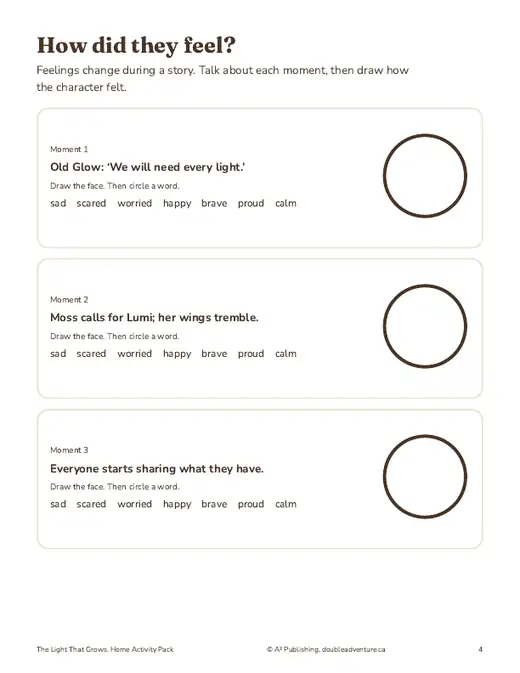 How did they feel?
Feelings change during a story. Talk about each moment, then draw how
the character felt.
Moment 1
Old Glow: ‘We will need every light.’
Draw the face. Then circle a word.
sad scared worried happy brave proud calm
Moment 2
Moss calls for Lumi; her wings tremble.
Draw the face. Then circle a word.
sad scared worried happy brave proud calm
Moment 3
Everyone starts sharing what they have.
Draw the face. Then circle a word.
sad scared worried happy brave proud calm
The Light That Grows. Home Activity Pack © A² Publishing, doubleadventure.ca 4